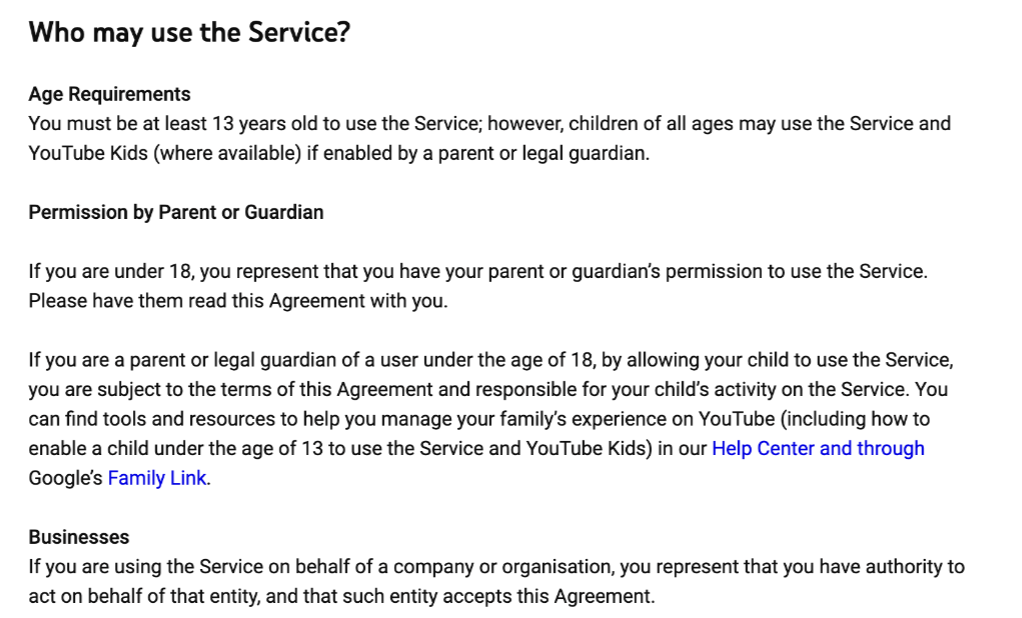 Who may use the Service?
Age Requirements
You must be at least 13 years old to use the Service; however, children of all ages may use the Service and
YouTube Kids (where available) if enabled by a parent or legal guardian.
Permission by Parent or Guardian
If you are under 18, you represent that you have your parent or guardian’s permission to use the Service.
Please have them read this Agreement with you.
If you are a parent or legal guardian of a user under the age of 18, by allowing your child to use the Service,
you are subject to the terms of this Agreement and responsible for your child’s activity on the Service. You
can find tools and resources to help you manage your family’s experience on YouTube (including how to
enable a child under the age of 13 to use the Service and YouTube Kids) in our Help Center and through
Google’s Family Link.
Businesses
If you are using the Service on behalf of a company or organisation, you represent that you have authority to
act on behalf of that entity, and that such entity accepts this Agreement.